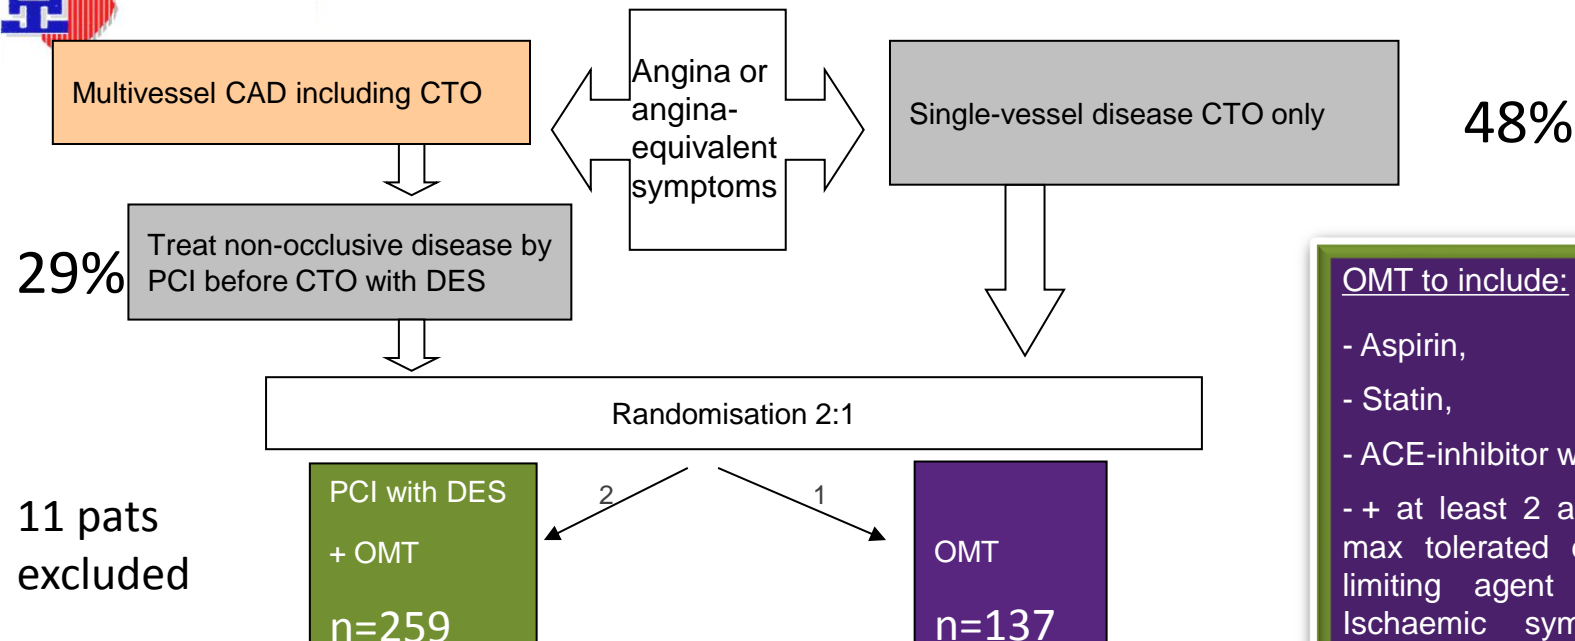 Multivessel CAD including CTO
Angina or
angina-
equivalent
symptoms
Single-vessel disease CTO only
48%
29%
Treat non-occlusive disease by
PCI before CTO with DES
Randomisation 2:1
11 pats
excluded
PCI with DES
+ OMT
n=259
2
1
OMT
n=137
OMT to include:
- Aspirin,
- Statin,
- ACE-inhibitor
- + at least 2
max tolerated
limiting agent
Ischaemic